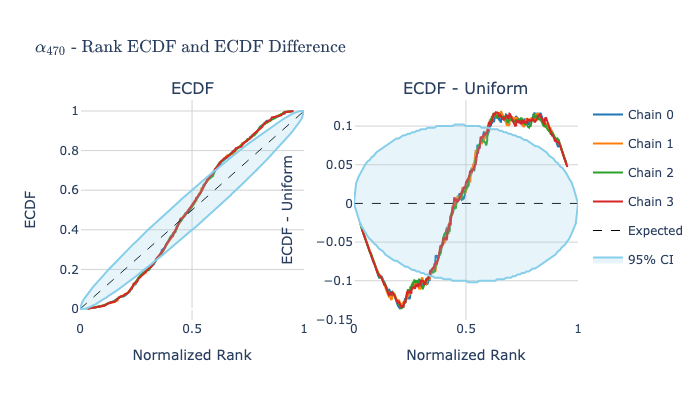 α470 - Rank ECDF and ECDF Difference
ECDF
ECDF
1
0.8
0.6
0.4
0.2
0
0
0.5
1
Normalized Rank
ECDF - Uniform
ECDF - Uniform
0.1
0.05
0
−0.05
−0.1
−0.15
0
0.5
1
Normalized Rank
Chain 0
Chain 1
Chain 2
Chain 3
Expected
95% CI